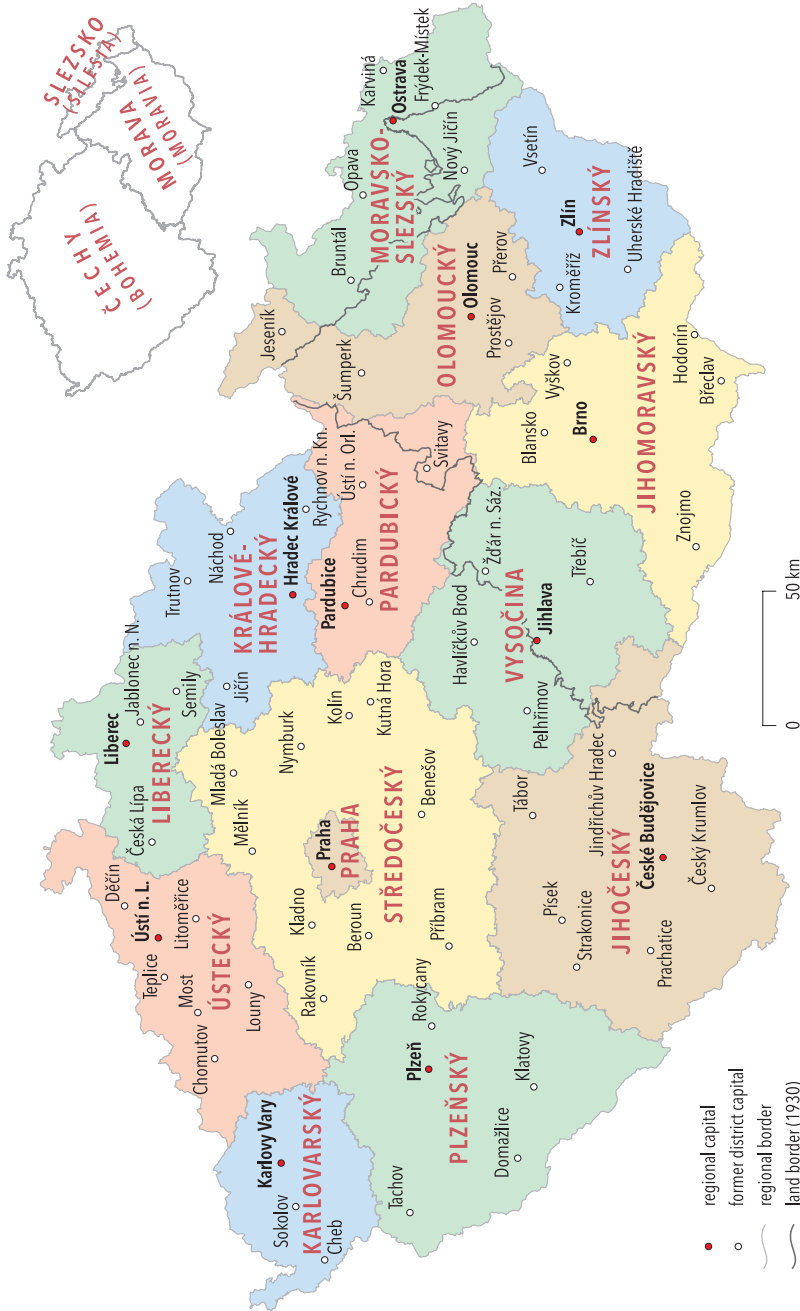 ČECHY
(BOHEMIA)
MORAVA
(MORAVIA)
SLEZSKO
(SILESIA)
KARLOVARSKÝ
Karlovy Vary
Sokolov
Cheb
ÚSTECKÝ
Děčín
Ústí n. L.
Teplice
Litoměřice
Most
Chomutov
Louny
LIBERECKÝ
Liberec
Jablonec n. N.
Česká Lípa
Semily
KRÁLOVÉ-
HRADECKÝ
Trutnov
Náchod
Jičín
Hradec Králové
Rychnov n. Kn.
PARDUBICKÝ
Pardubice
Chrudim
Ústí n. Orl.
Svitavy
STŘEDOČESKÝ
Mladá Boleslav
Mělník
Nymburk
Kolín
Kutná Hora
Kladno
Rakovník
Beroun
Benešov
Příbram
PRAHA
Praha
PLZEŇSKÝ
Plzeň
Rokycany
Tachov
Domažlice
Klatovy
JIHOČESKÝ
Tábor
Písek
Strakonice
Jindřichův Hradec
Prachatice
České Budějovice
Český Krumlov
VYSOČINA
Havlíčkův Brod
Žďár n. Sáz.
Jihlava
Pelhřimov
Třebíč
JIHOMORAVSKÝ
Blansko
Vyškov
Brno
Znojmo
Hodonín
Břeclav
OLOMOUCKÝ
Jeseník
Šumperk
Olomouc
Prostějov
Přerov
MORAVSKO-
SLEZSKÝ
Bruntál
Opava
Karviná
Ostrava
Frýdek-Místek
Nový Jičín
ZLÍNSKÝ
Vsetín
Zlín
Kroměříž
Uherské Hradiště
regional capital
former district capital
regional border
land border (1930)
0
50 km